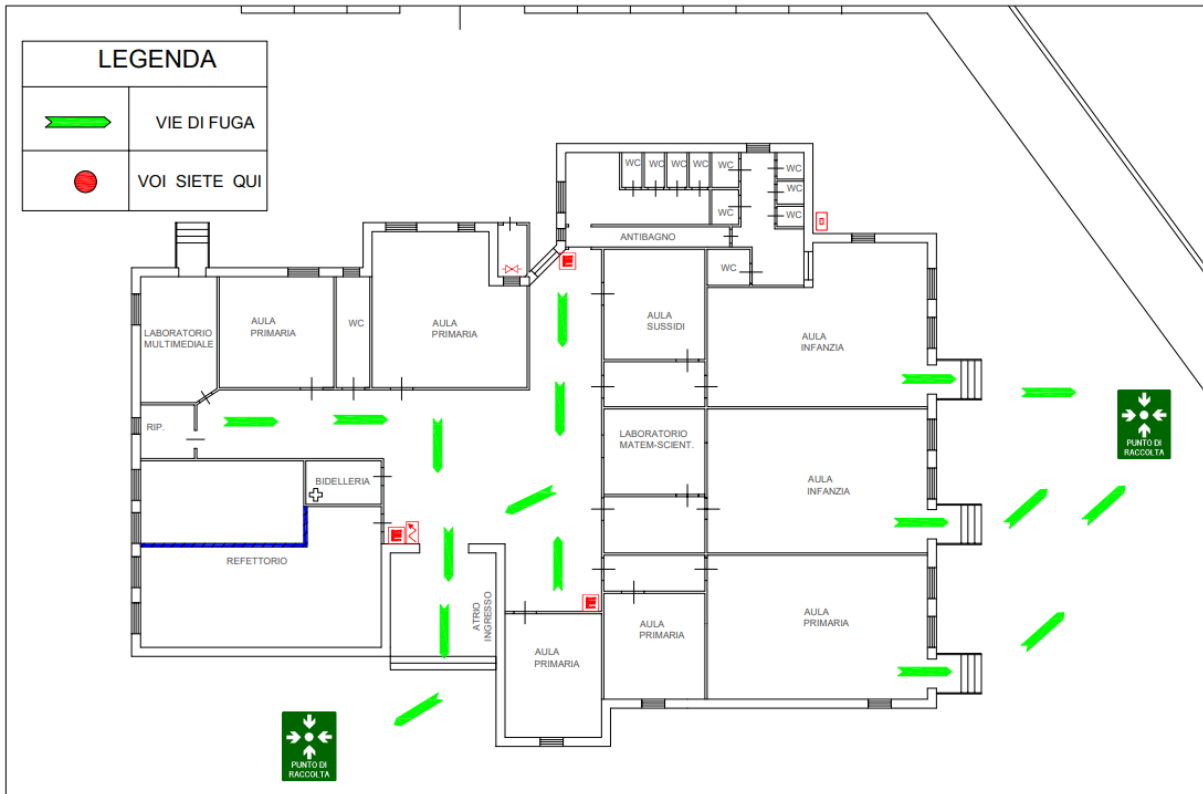 LEGENDA
VIE DI FUGA
VOI SIETE QUI
WC
WC
WC
WC
WC
WC
WC
WC
WC
ANTIBAGNO
WC
LABORATORIO
MULTIMEDIALE
AULA
PRIMARIA
WC
AULA
PRIMARIA
AULA
SUSSIDI
AULA
INFANZIA
RIP.
LABORATORIO
MATEM-SCIENT.
PUNTO DI
RACCOLTA
BIDELLERIA
AULA
INFANZIA
REFETTORIO
ATRIO
INGRESSO
AULA
PRIMARIA
AULA
PRIMARIA
AULA
PRIMARIA
PUNTO DI
RACCOLTA